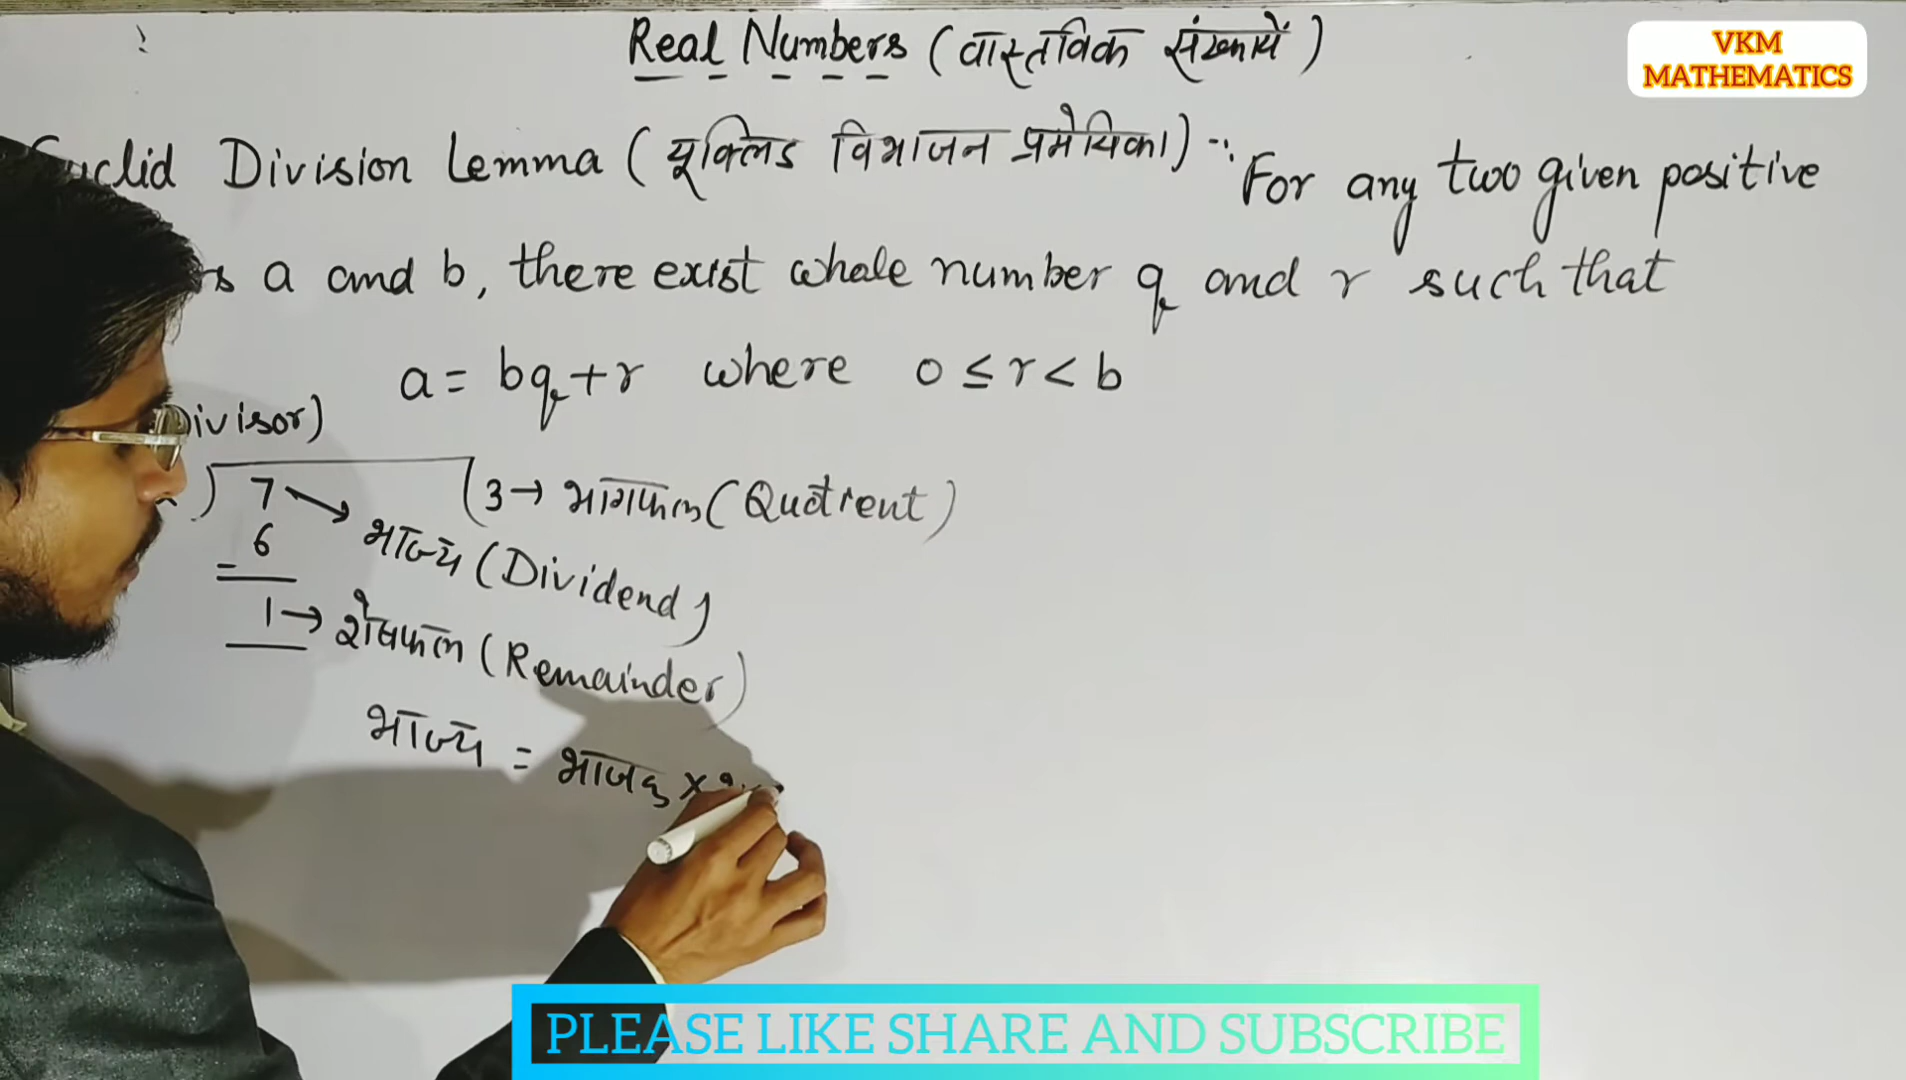 Real Numbers (वास्तविक संख्यायें)
VKM
MATHEMATICS
Division Lemma (यूक्लिड विभाजन प्रमेयिका) :- For any two given positive
a and b, there exist whole number q and r such that
a = bq + r where 0 ≤ r < b
Divisor)
7 3 → भागफल (Quotient)
6 भाज्य (Dividend)
1 → शेषफल (Remainder)
भाज्य = भाजक ×
PLEASE LIKE SHARE AND SUBSCRIBE